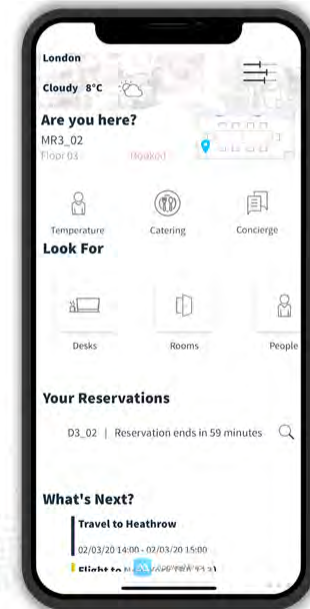 London
Cloudy 8°C
Are you here?
MR3_02
Floor 03 Booked
Temperature Catering Concierge
Look For
Desks Rooms People
Your Reservations
D3_02 | Reservation ends in 59 minutes
What's Next?
Travel to Heathrow
02/03/20 14:00 - 02/03/20 15:00
Flight to